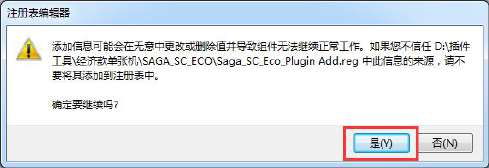 注册表编辑器
添加信息可能会在无意中更改或删除值并导致组件无法继续正常工作。如果您不信任 D:\插件
工具\经济款单张机\SAGA_SC_ECO\Saga_SC_Eco_Plugin Add.reg 中此信息的来源，请不
要将其添加到注册表中。
确定要继续吗?
是(Y)
否(N)